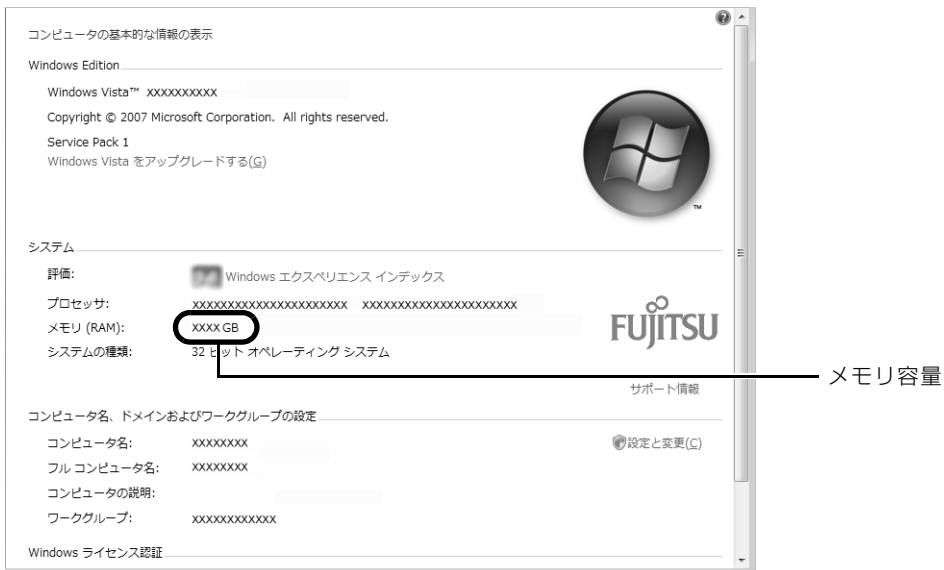 コンピュータの基本的な情報の表示
Windows Edition
Windows Vista™ xxxxxxxxxx
Copyright © 2007 Microsoft Corporation. All rights reserved.
Service Pack 1
Windows Vista をアップグレードする(G)
TM
システム
評価:
Windows エクスペリエンス インデックス
プロセッサ: xxxxxxxxxxxxxxxxxxxxxx xxxxxxxxxxxxxxxxxxxxxx
メモリ (RAM): XXXX GB
システムの種類: 32 ビット オペレーティング システム
FUJITSU
メモリ容量
サポート情報
コンピュータ名、ドメインおよびワークグループの設定
コンピュータ名: xxxxxxxx
設定と変更(C)
フル コンピュータ名: xxxxxxxx
コンピュータの説明:
ワークグループ: xxxxxxxxxxxx
Windows ライセンス認証